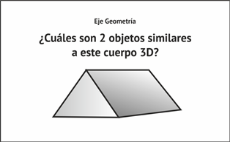 Eje Geometría
¿Cuáles son 2 objetos similares
a este cuerpo 3D?